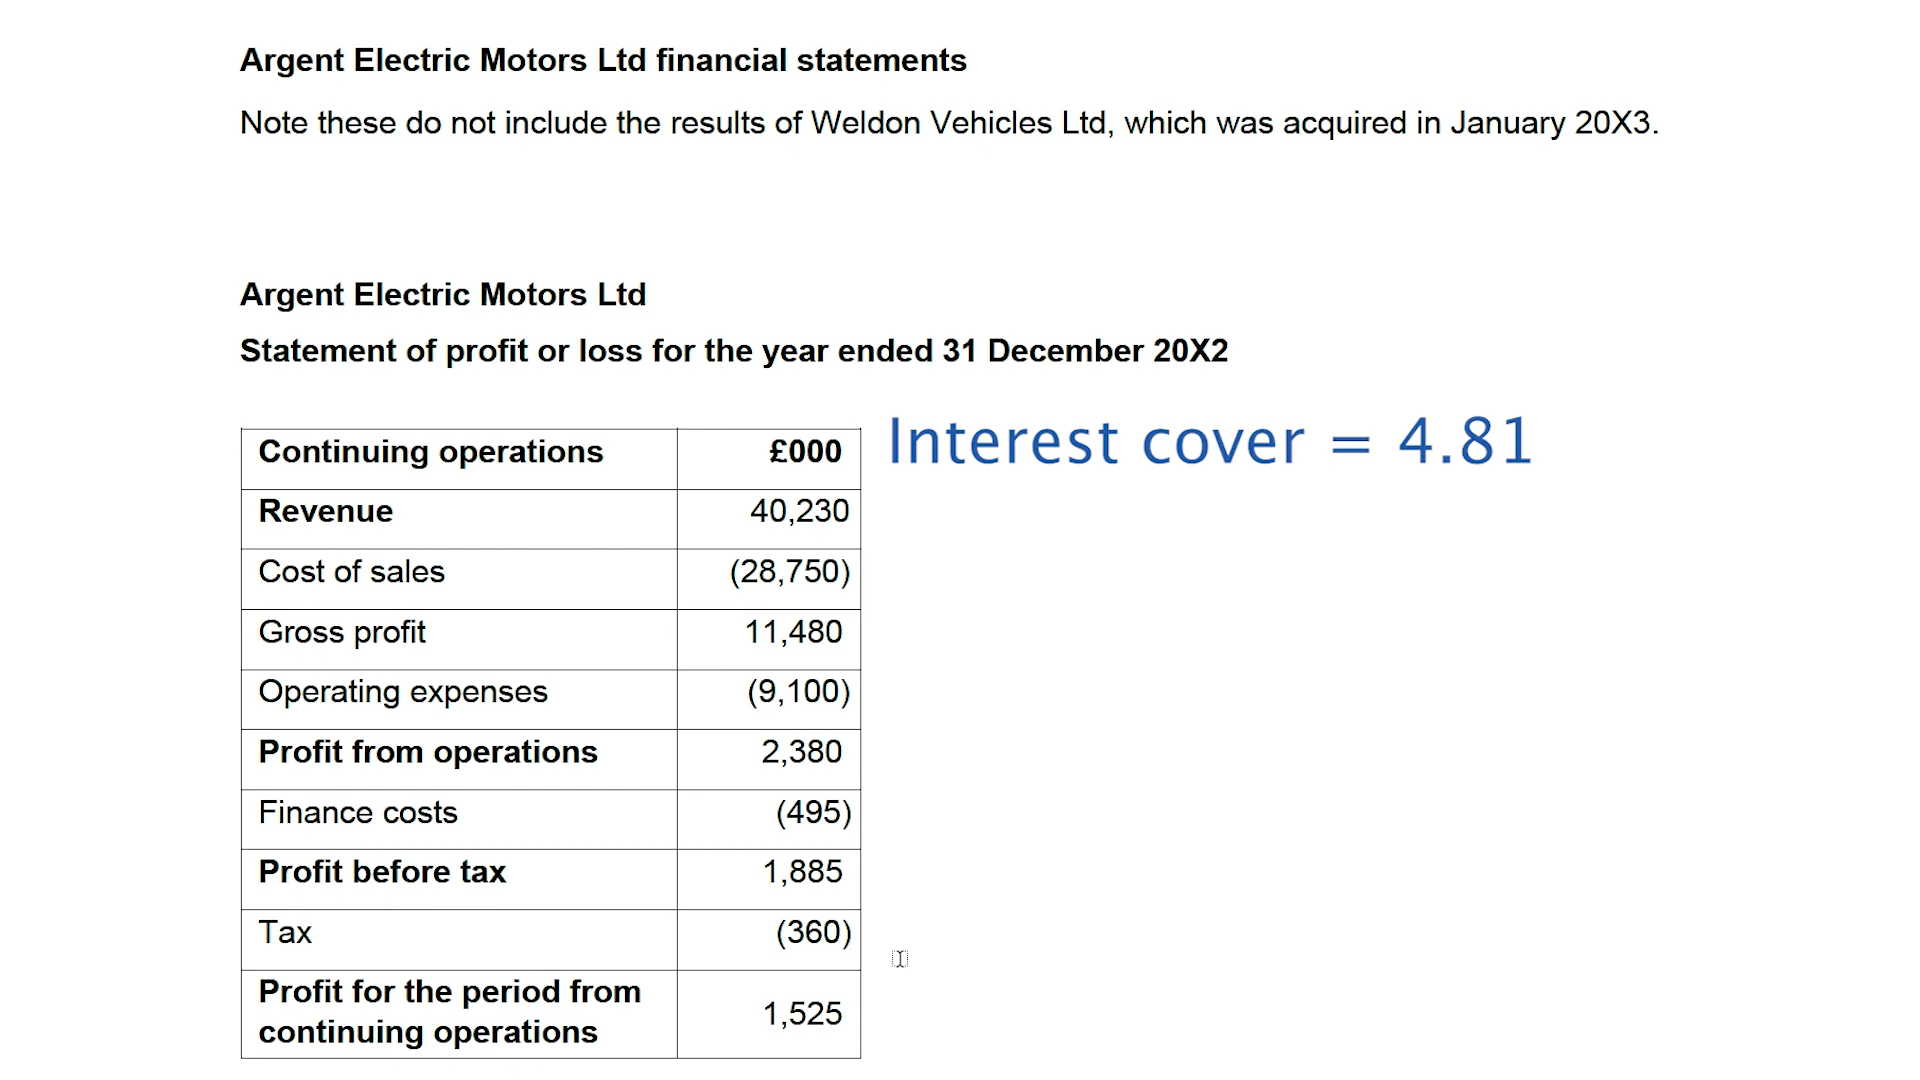 Argent Electric Motors Ltd financial statements
Note these do not include the results of Weldon Vehicles Ltd, which was acquired in January 20X3.
Argent Electric Motors Ltd
Statement of profit or loss for the year ended 31 December 20X2
Interest cover = 4.81
Continuing operations £000
Revenue 40,230
Cost of sales (28,750)
Gross profit 11,480
Operating expenses (9,100)
Profit from operations 2,380
Finance costs (495)
Profit before tax 1,885
Tax (360)
Profit for the period from
continuing operations 1,525